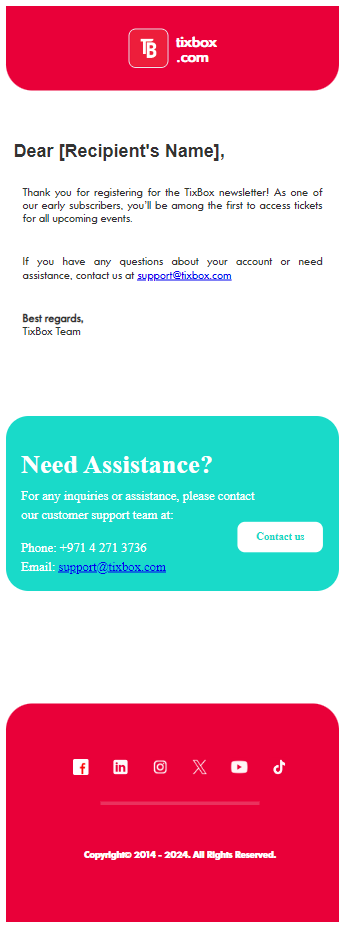 TB
tixbox
.com
Dear [Recipient's Name],
Thank you for registering for the TixBox newsletter! As one of
our early subscribers, you'll be among the first to access tickets
for all upcoming events.
If you have any questions about your account or need
assistance, contact us at support@tixbox.com
Best regards,
TixBox Team
Need Assistance?
For any inquiries or assistance, please contact
our customer support team at:
Contact us
Phone: +971 4 271 3736
Email: support@tixbox.com
Copyright© 2014 - 2024. All Rights Reserved.